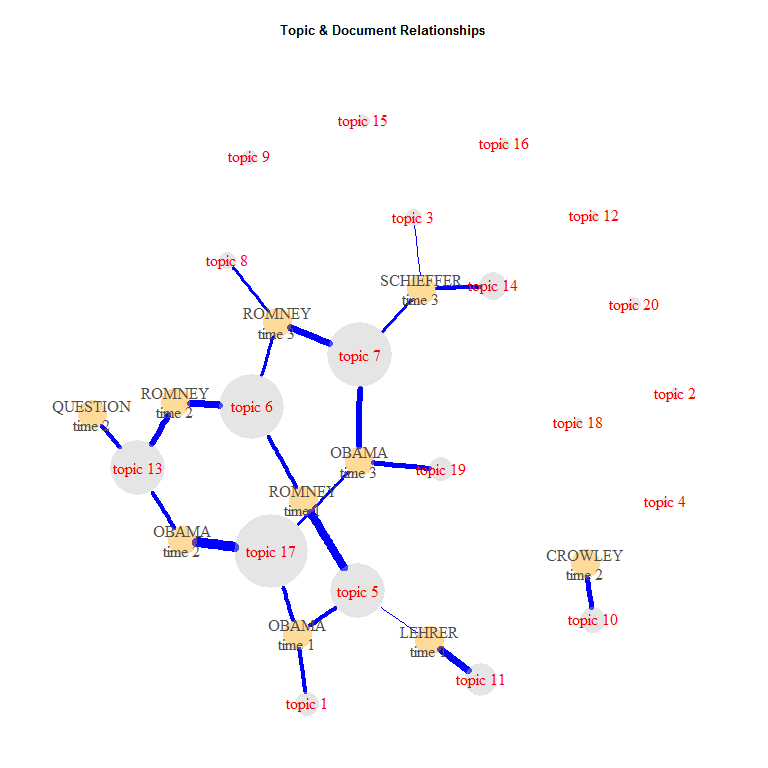 Topic & Document Relationships
topic 15
topic 16
topic 9
topic 3
topic 12
topic 8
SCHIEFFER
time 3
topic 14
topic 20
ROMNEY
time 3
topic 7
ROMNEY
time 2
topic 2
QUESTION
time 2
topic 6
topic 18
OBAMA
time 3
topic 13
topic 19
ROMNEY
time 1
topic 4
OBAMA
time 2
topic 17
CROWLEY
time 2
topic 5
topic 10
OBAMA
time 1
LEHRER
time 1
topic 11
topic 1